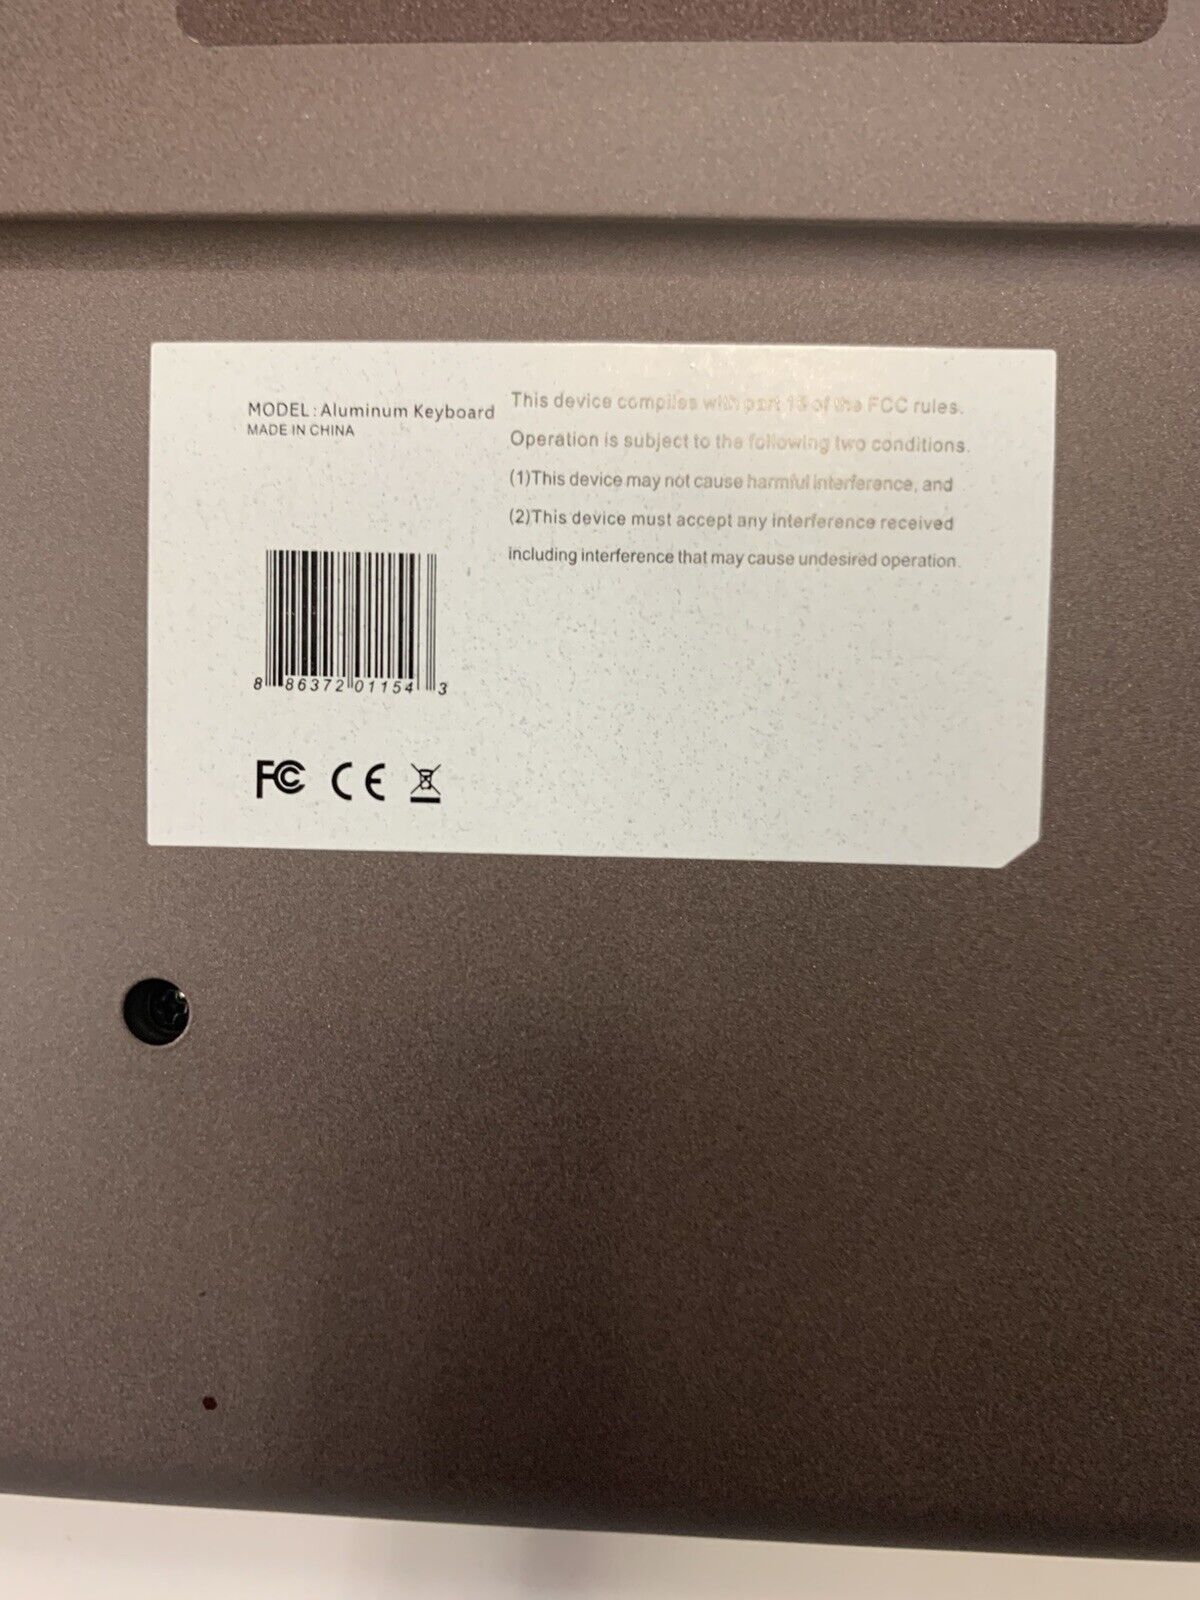 MODEL: Aluminum Keyboard
MADE IN CHINA
This device compiles with part 15 of the FCC rules.
Operation is subject to the following two conditions.
(1)This device may not cause harmful interference, and
(2)This device must accept any interference received
including interference that may cause undesired operation.
8 86372 01154 3
FC CE